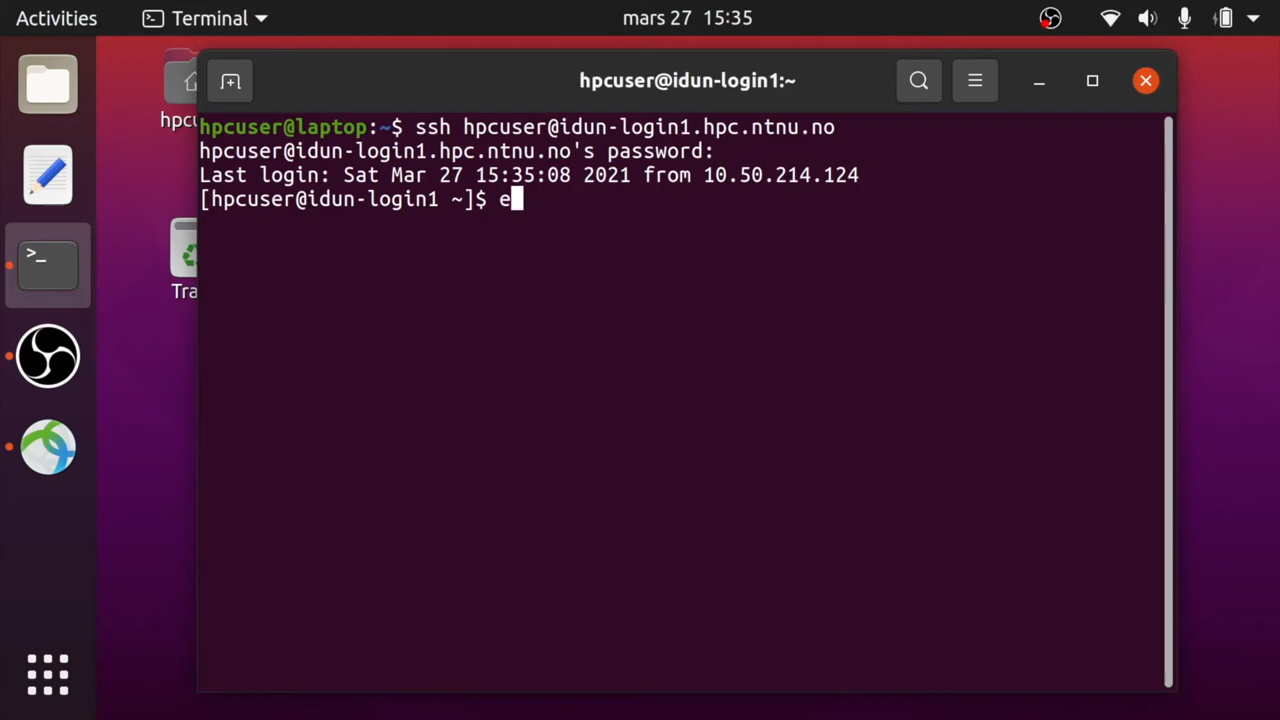 Activities
Terminal
mars 27 15:35
hpcuser@idun-login1:~
hpcu
Tra
hpcuser@laptop:~$ ssh hpcuser@idun-login1.hpc.ntnu.no
hpcuser@idun-login1.hpc.ntnu.no's password:
Last login: Sat Mar 27 15:35:08 2021 from 10.50.214.124
[hpcuser@idun-login1 ~]$ e
>_